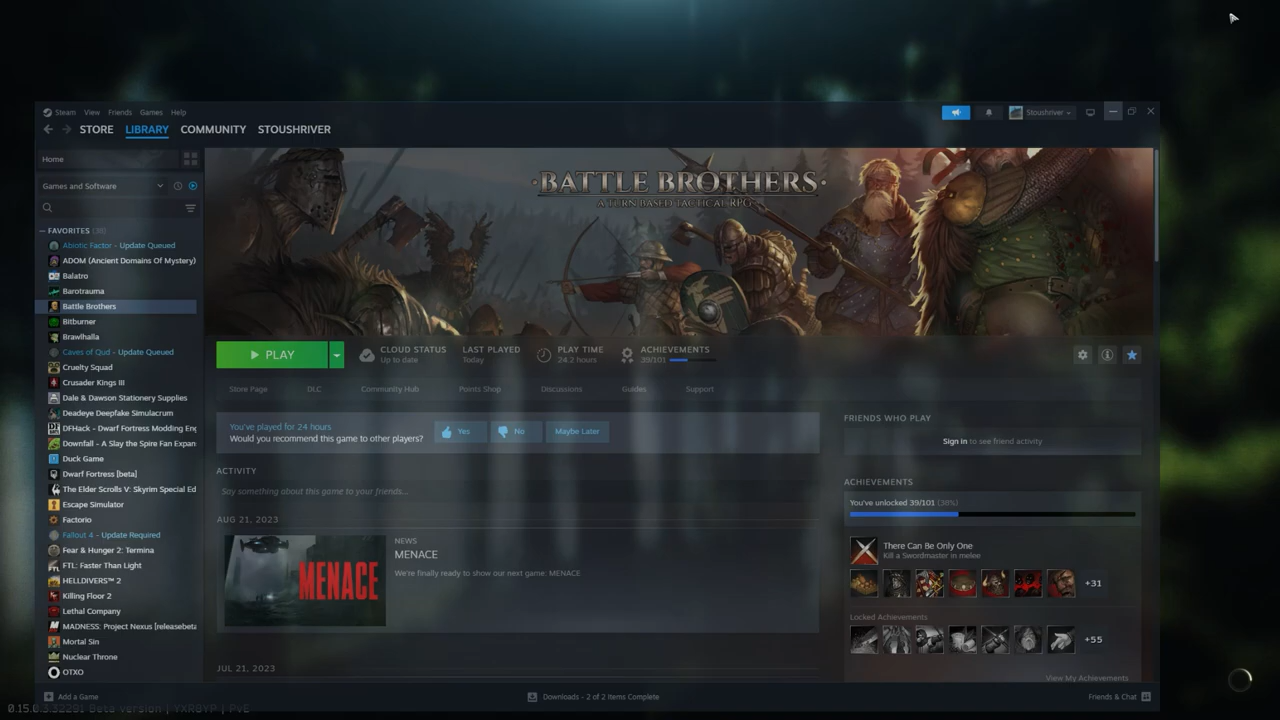 Steam View Friends Games Help
Stoushriver
STORE LIBRARY COMMUNITY STOUSHRIVER
Home
Games and Software
FAVORITES (39)
Abiotic Factor - Update Queued
ADOM (Ancient Domains Of Mystery)
Balatro
Barotrauma
Battle Brothers
Bitburner
Brawlhalla
Caves of Qud - Update Queued
Cruelty Squad
Crusader Kings III
Dale & Dawson Stationery Supplies
Deadeye Deepfake Simulacrum
DFHack - Dwarf Fortress Modding Eng
Downfall - A Slay the Spire Fan Expan
Duck Game
Dwarf Fortress [beta]
The Elder Scrolls V: Skyrim Special Ed
Escape Simulator
Factorio
Fallout 4 - Update Required
Fear & Hunger 2: Termina
FTL: Faster Than Light
HELLDIVERS™ 2
Killing Floor 2
Lethal Company
MADNESS: Project Nexus [releasebeta
Mortal Sin
Nuclear Throne
OTXO
BATTLE BROTHERS
A TURN BASED TACTICAL RPG
PLAY
CLOUD STATUS
Up to date
LAST PLAYED
Today
PLAY TIME
24.2 hours
ACHIEVEMENTS
39/101
Store Page DLC Community Hub Points Shop Discussions Guides Support
You've played for 24 hours
Would you recommend this game to other players?
Yes No Maybe Later
ACTIVITY
Say something about this game to your friends...
AUG 21, 2023
MENACE
NEWS
MENACE
We're finally ready to show our next game: MENACE
JUL 21, 2023
FRIENDS WHO PLAY
Sign in to see friend activity
ACHIEVEMENTS
You've unlocked 39/101 (38%)
There Can Be Only One
Kill a Swordmaster in melee
+31
Locked Achievements
+55
View My Achievements
Add a Game
Downloads - 2 of 2 Items Complete
Friends & Chat
0.15.0.3.32291 Beta version | YXRBYP | PvE